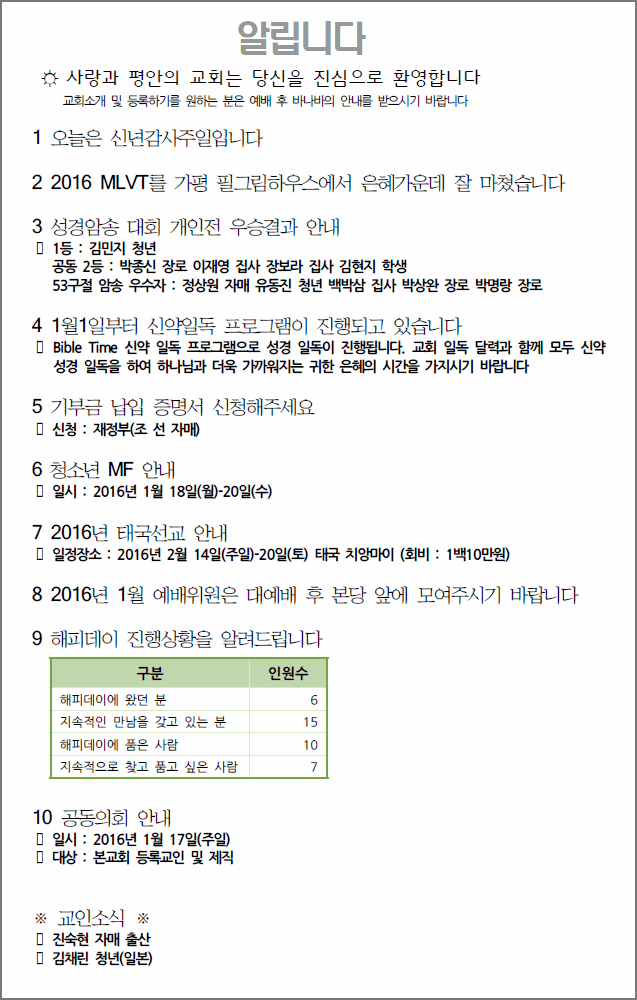 알립니다
☼ 사랑과 평안의 교회는 당신을 진심으로 환영합니다
교회소개 및 등록하기를 원하는 분은 예배 후 바나바의 안내를 받으시기 바랍니다
1 오늘은 신년감사주일입니다
2 2016 MLVT를 가평 필그림하우스에서 은혜가운데 잘 마쳤습니다
3 성경암송 대회 개인전 우승결과 안내
▯ 1등 : 김민지 청년
공동 2등 : 박종신 장로 이재영 집사 장보라 집사 김현지 학생
53구절 암송 우수자 : 정상원 자매 유동진 청년 백박삼 집사 박상완 장로 박명랑 장로
4 1월1일부터 신약일독 프로그램이 진행되고 있습니다
▯ Bible Time 신약 일독 프로그램으로 성경 일독이 진행됩니다. 교회 일독 달력과 함께 모두 신약
성경 일독을 하여 하나님과 더욱 가까워지는 귀한 은혜의 시간을 가지시기 바랍니다
5 기부금 납입 증명서 신청해주세요
▯ 신청 : 재정부(조 선 자매)
6 청소년 MF 안내
▯ 일시 : 2016년 1월 18일(월)-20일(수)
7 2016년 태국선교 안내
▯ 일정장소 : 2016년 2월 14일(주일)-20일(토) 태국 치앙마이 (회비 : 1백10만원)
8 2016년 1월 예배위원은 대예배 후 본당 앞에 모여주시기 바랍니다
9 해피데이 진행상황을 알려드립니다
구분 인원수
해피데이에 왔던 분 6
지속적인 만남을 갖고 있는 분 15
해피데이에 품은 사람 10
지속적으로 찾고 품고 싶은 사람 7
10 공동의회 안내
▯ 일시 : 2016년 1월 17일(주일)
▯ 대상 : 본교회 등록교인 및 제직
※ 교인소식 ※
▯ 진숙현 자매 출산
▯ 김채린 청년(일본)